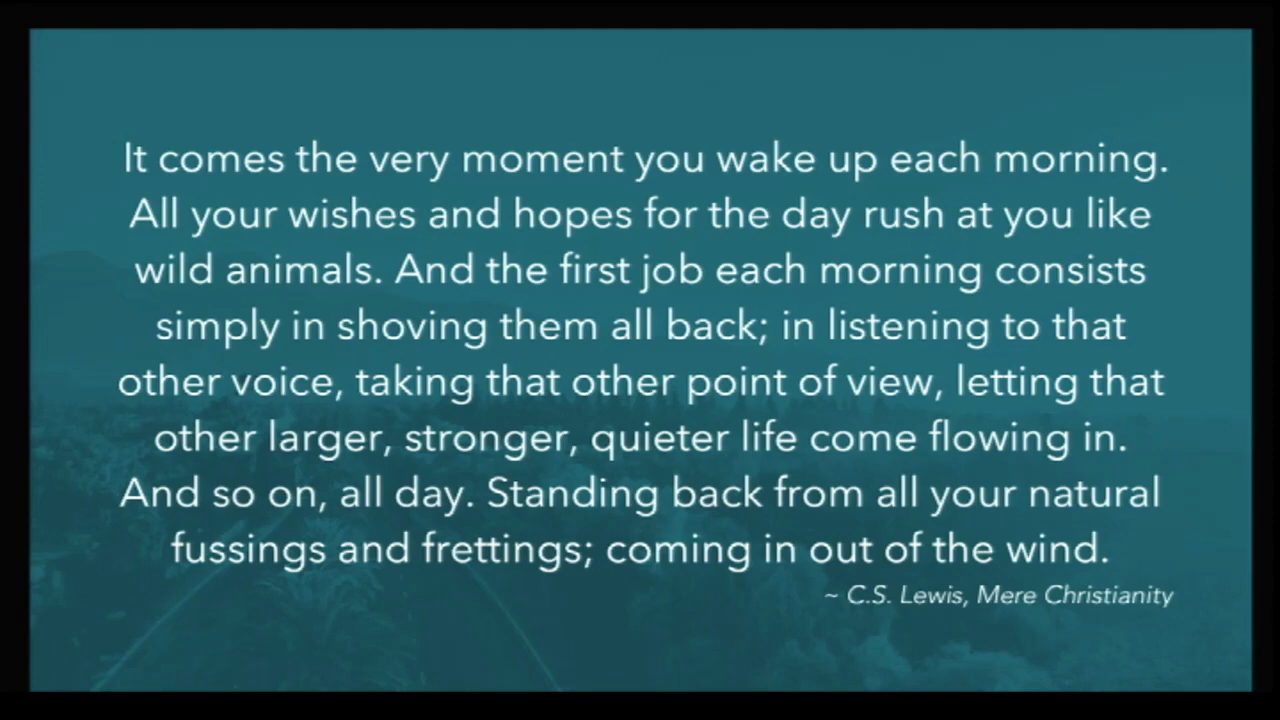 It comes the very moment you wake up each morning.
All your wishes and hopes for the day rush at you like
wild animals. And the first job each morning consists
simply in shoving them all back; in listening to that
other voice, taking that other point of view, letting that
other larger, stronger, quieter life come flowing in.
And so on, all day. Standing back from all your natural
fussings and frettings; coming in out of the wind.
~ C.S. Lewis, Mere Christianity